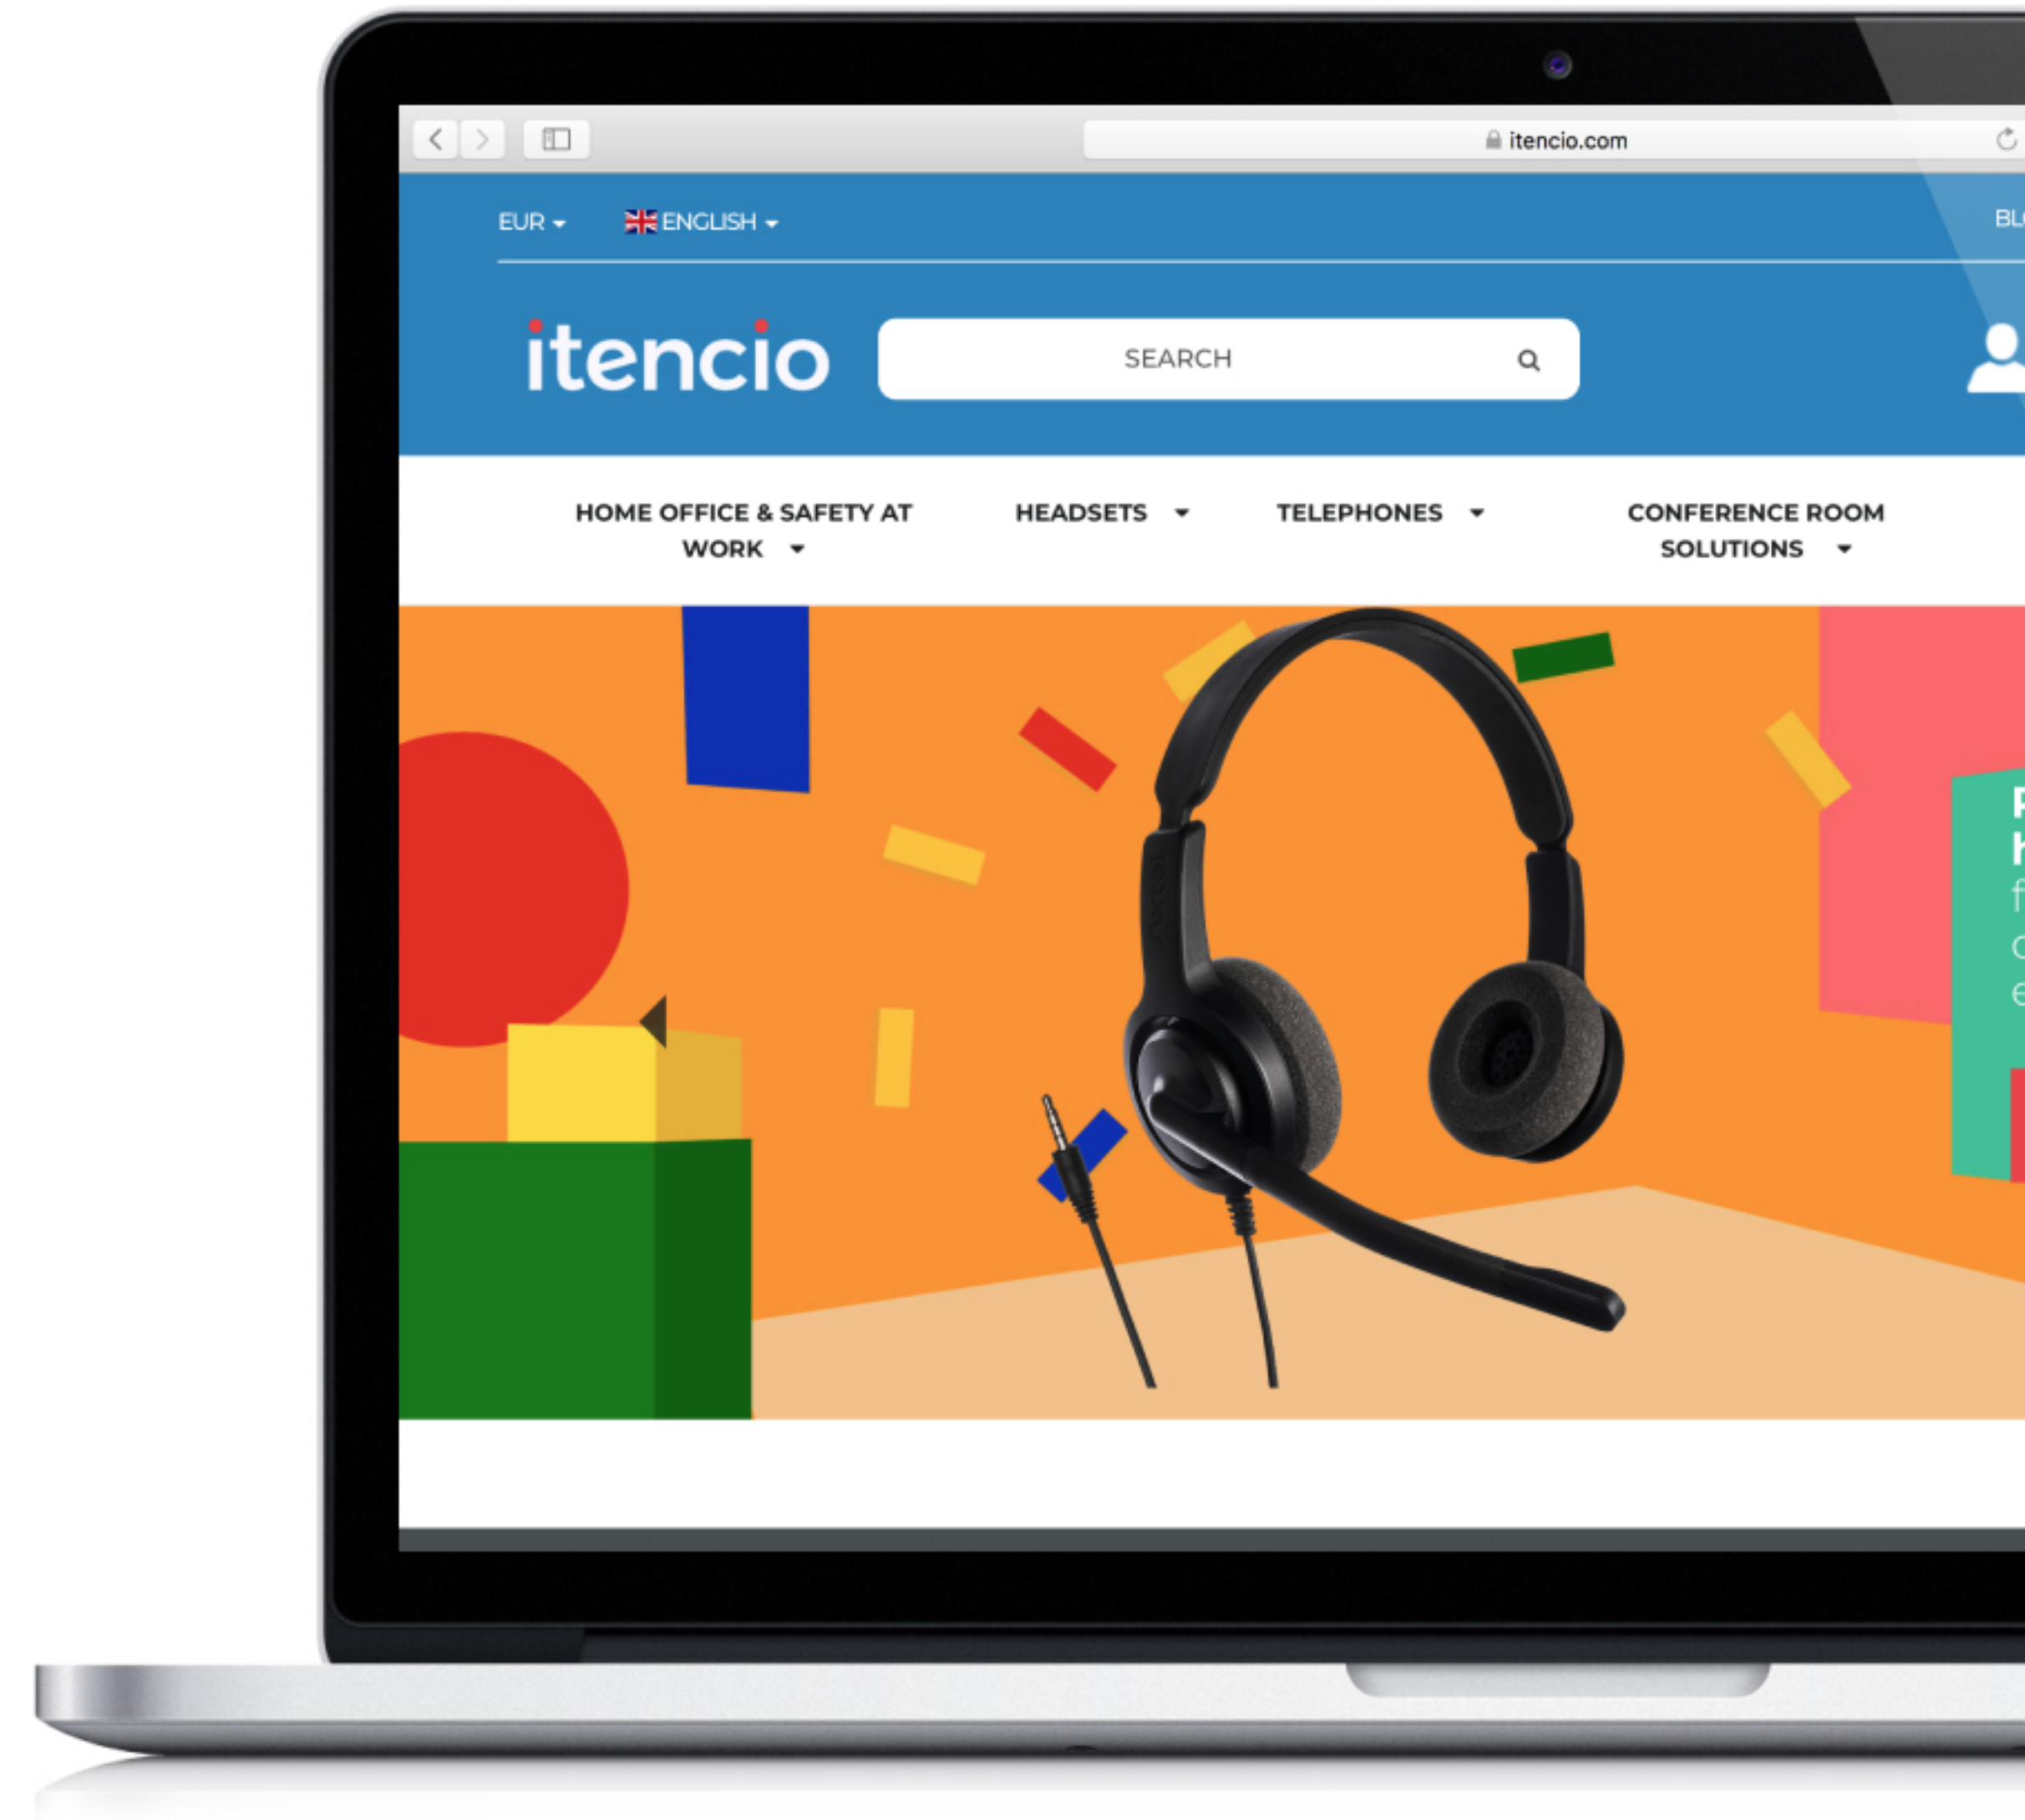 itencio.com
EUR
ENGLISH
itencio
SEARCH
HOME OFFICE & SAFETY AT
WORK
HEADSETS
TELEPHONES
CONFERENCE ROOM
SOLUTIONS